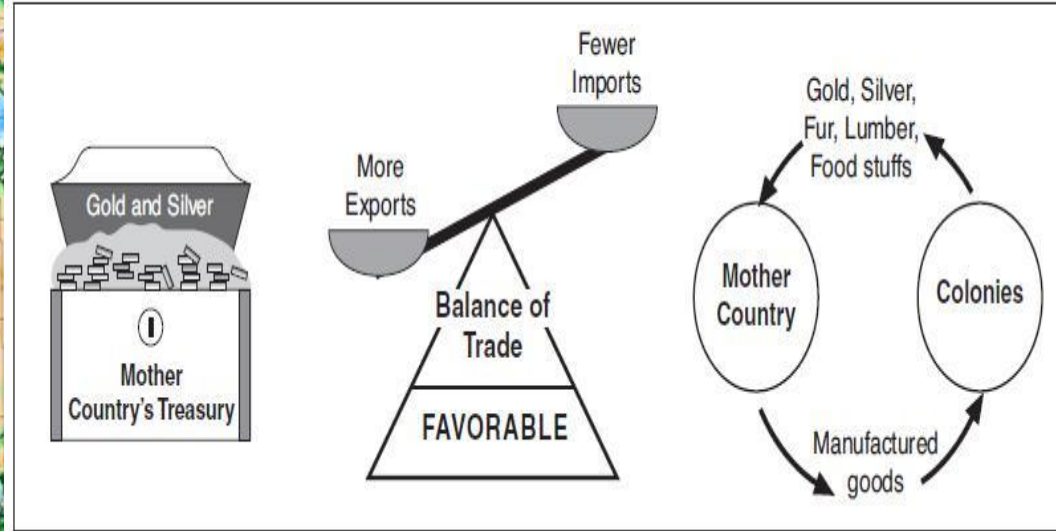 Gold and Silver
Mother
Country's Treasury
More
Exports
Fewer
Imports
Balance of
Trade
FAVORABLE
Gold, Silver,
Fur, Lumber,
Food stuffs
Mother
Country
Colonies
Manufactured
goods